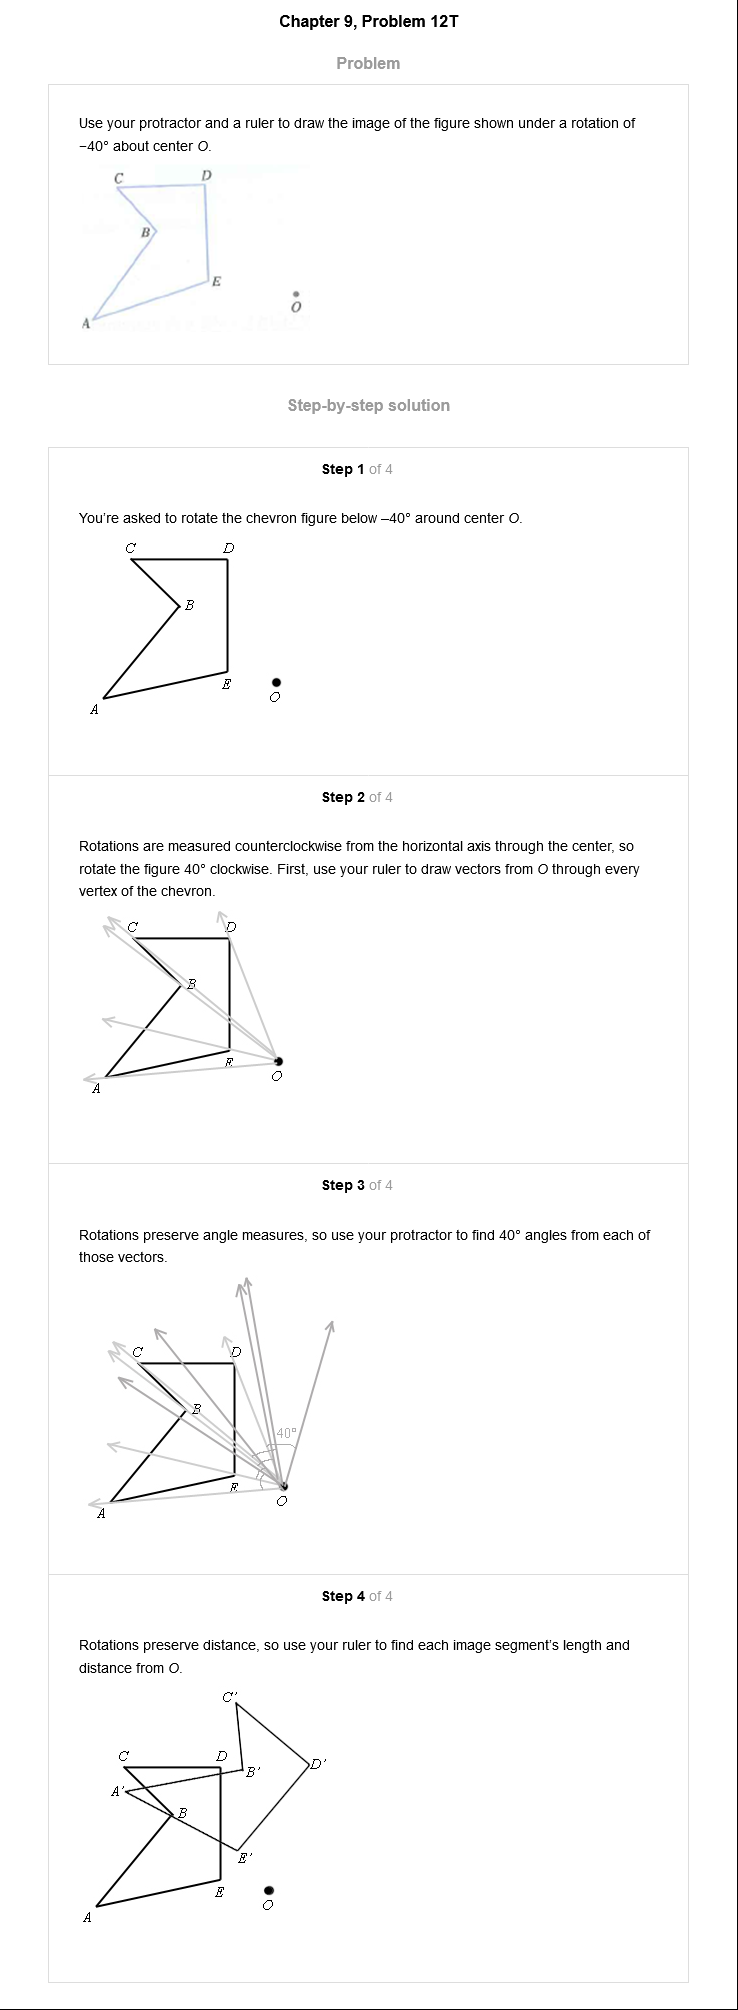 Chapter 9, Problem 12T
Problem
Use your protractor and a ruler to draw the image of the figure shown under a rotation of
−40° about center O.
C
D
B
E
O
A
Step-by-step solution
Step 1 of 4
You're asked to rotate the chevron figure below –40° around center O.
C
D
B
E
O
A
Step 2 of 4
Rotations are measured counterclockwise from the horizontal axis through the center, so
rotate the figure 40° clockwise. First, use your ruler to draw vectors from O through every
vertex of the chevron.
C
D
B
E
O
A
Step 3 of 4
Rotations preserve angle measures, so use your protractor to find 40° angles from each of
those vectors.
C
D
B
40°
E
O
A
Step 4 of 4
Rotations preserve distance, so use your ruler to find each image segment's length and
distance from O.
C'
C
D
D'
B'
A'
B
E'
E
O
A